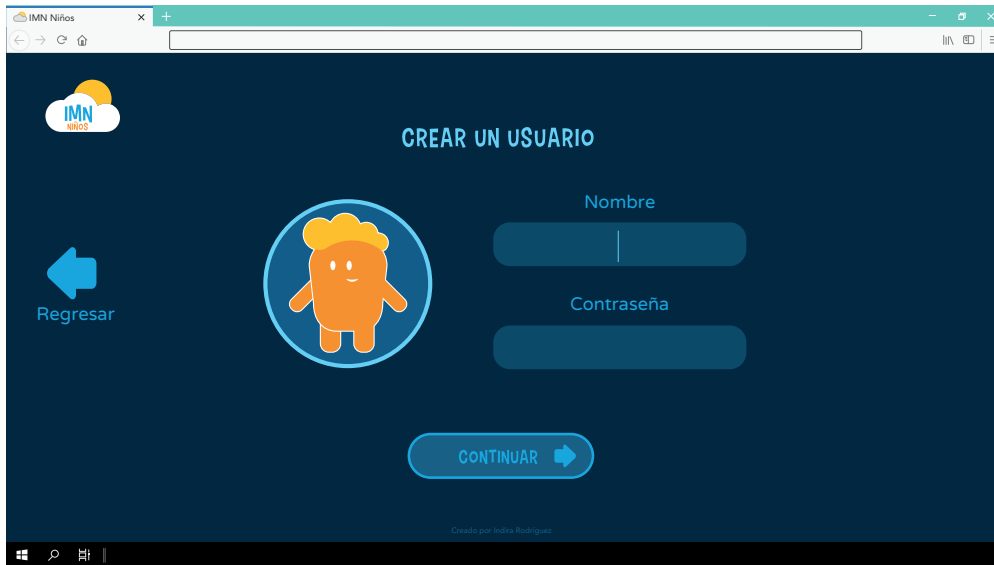 IMN Niños
IMN
NIÑOS
CREAR UN USUARIO
Nombre
Contraseña
Regresar
CONTINUAR
Creado por Indira Rodríguez